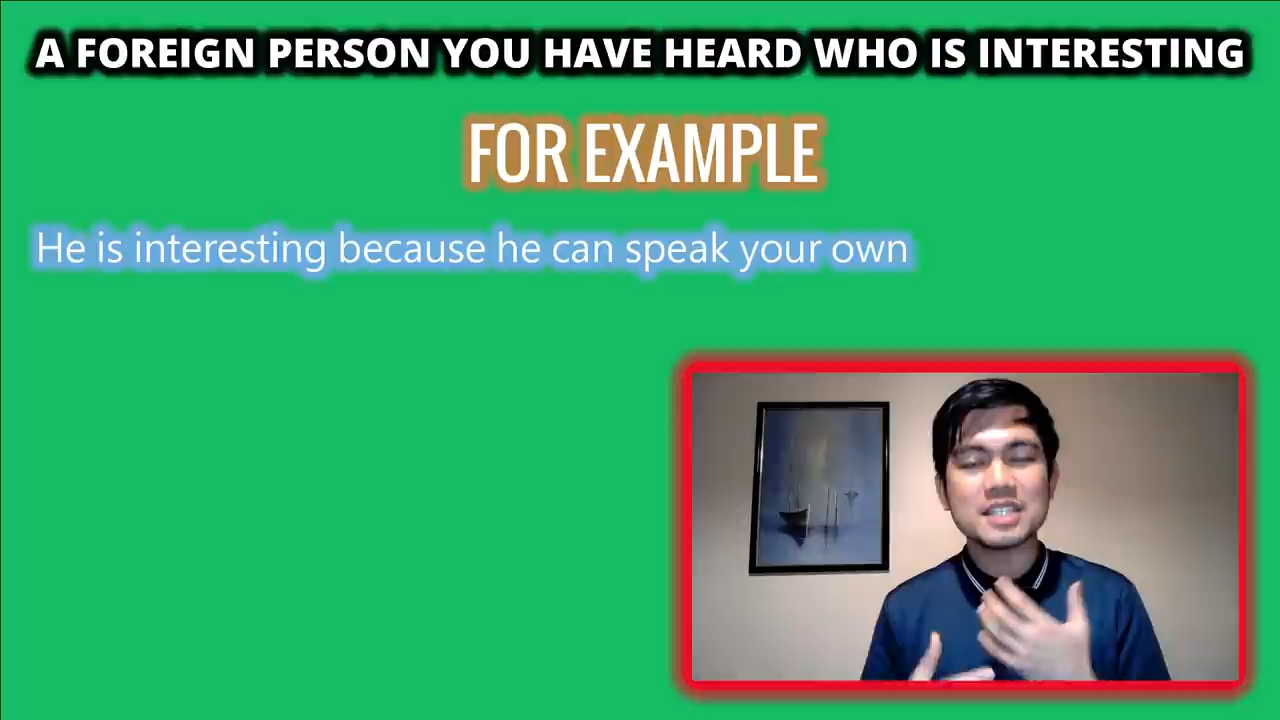 A FOREIGN PERSON YOU HAVE HEARD WHO IS INTERESTING
FOR EXAMPLE
He is interesting because he can speak your own